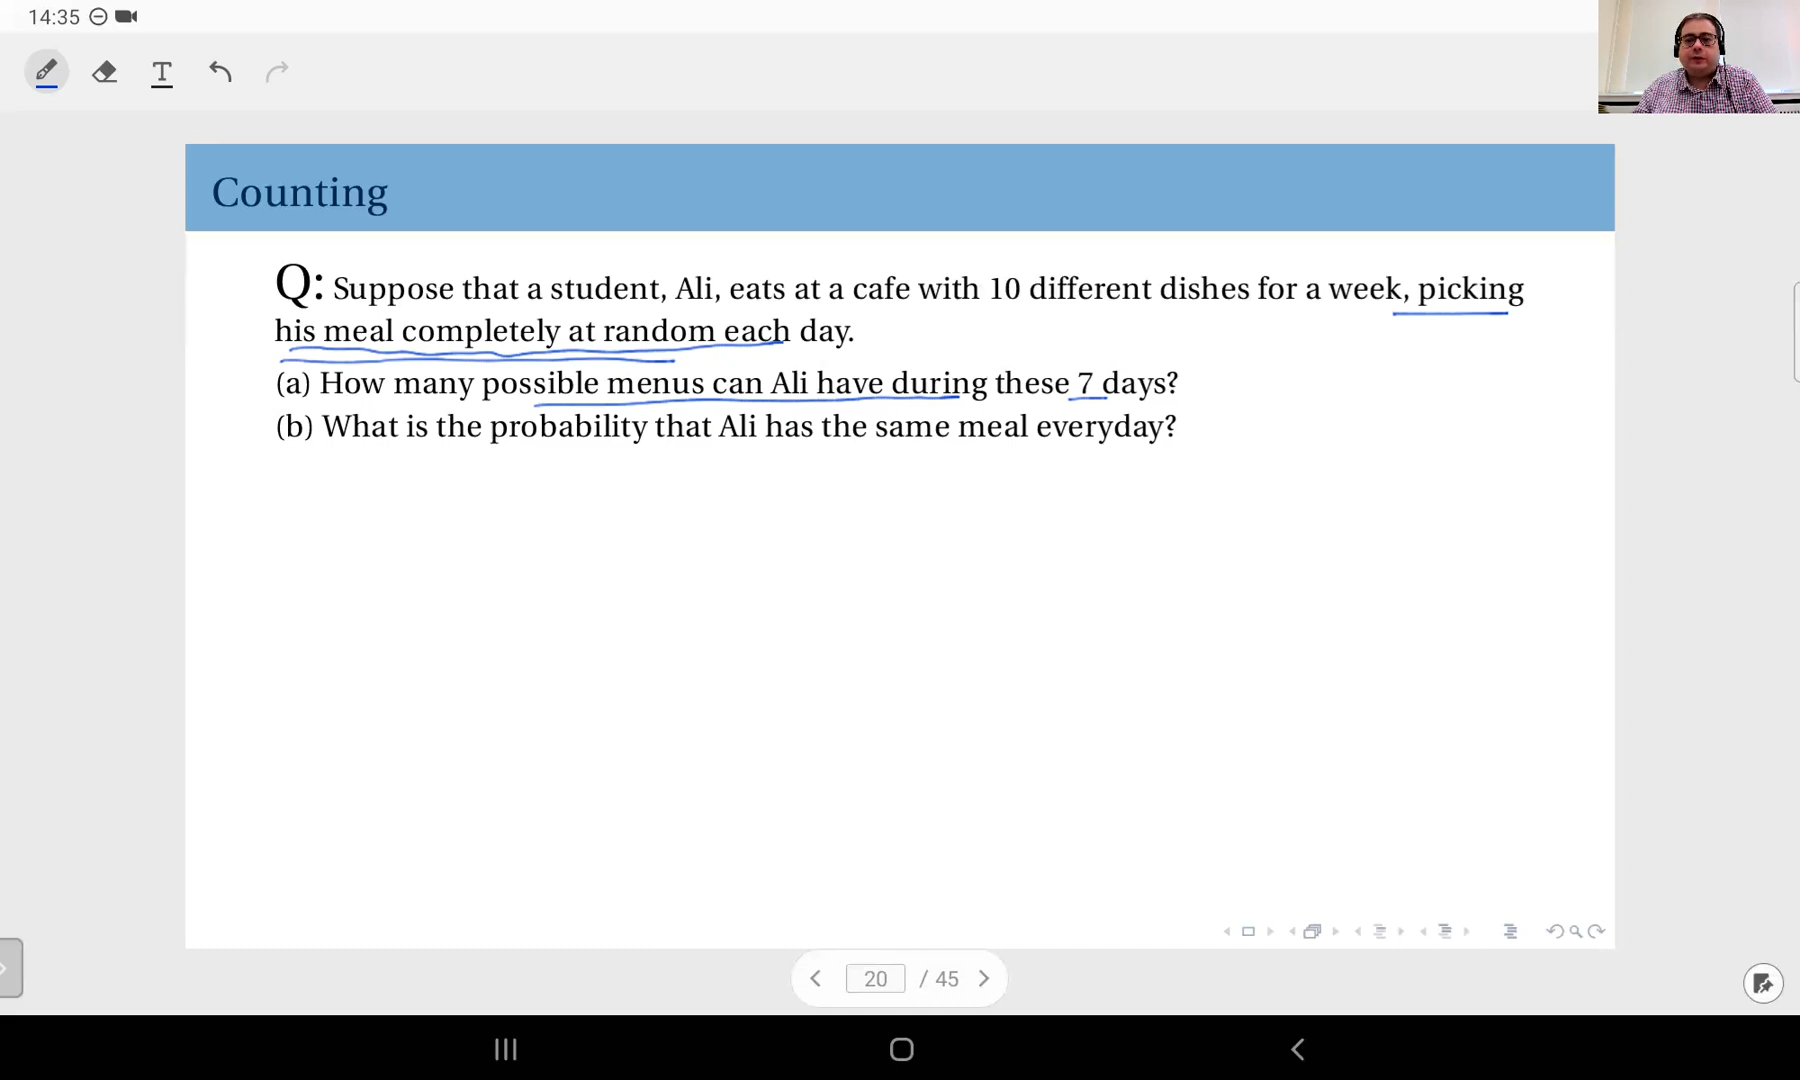 14:35
T
Counting
Q: Suppose that a student, Ali, eats at a cafe with 10 different dishes for a week, picking
his meal completely at random each day.
(a) How many possible menus can Ali have during these 7 days?
(b) What is the probability that Ali has the same meal everyday?
20 / 45